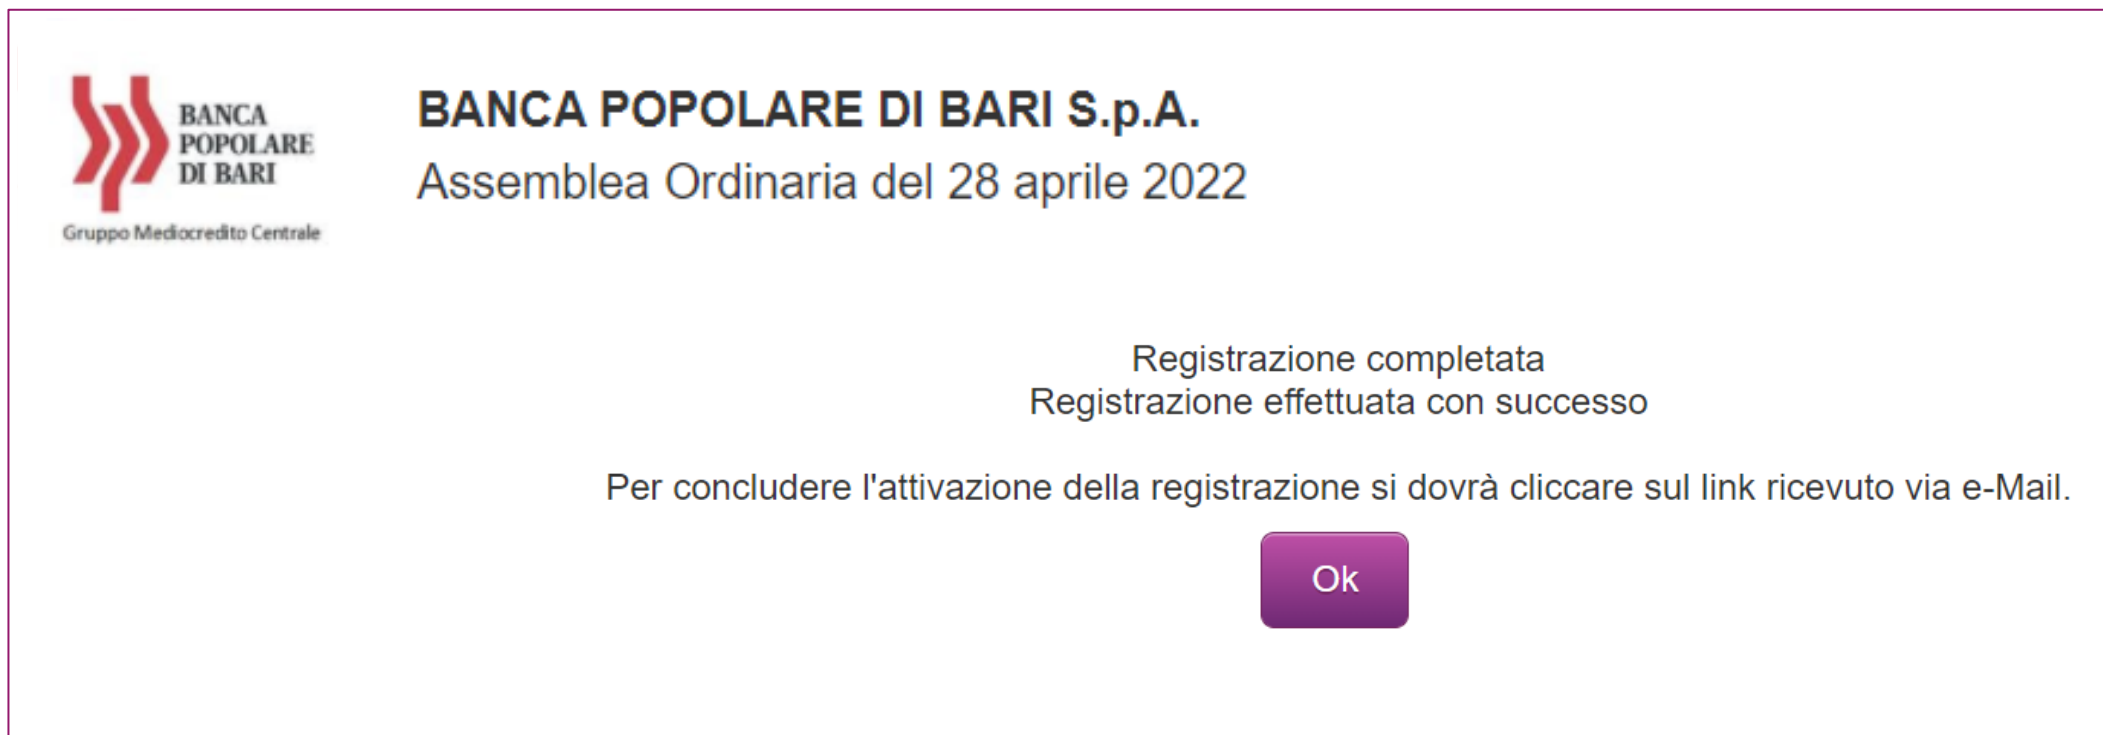 BANCA
POPOLARE
DI BARI
Gruppo Mediocredito Centrale
BANCA POPOLARE DI BARI S.p.A.
Assemblea Ordinaria del 28 aprile 2022
Registrazione completata
Registrazione effettuata con successo
Per concludere l'attivazione della registrazione si dovrà cliccare sul link ricevuto via e-Mail.
Ok